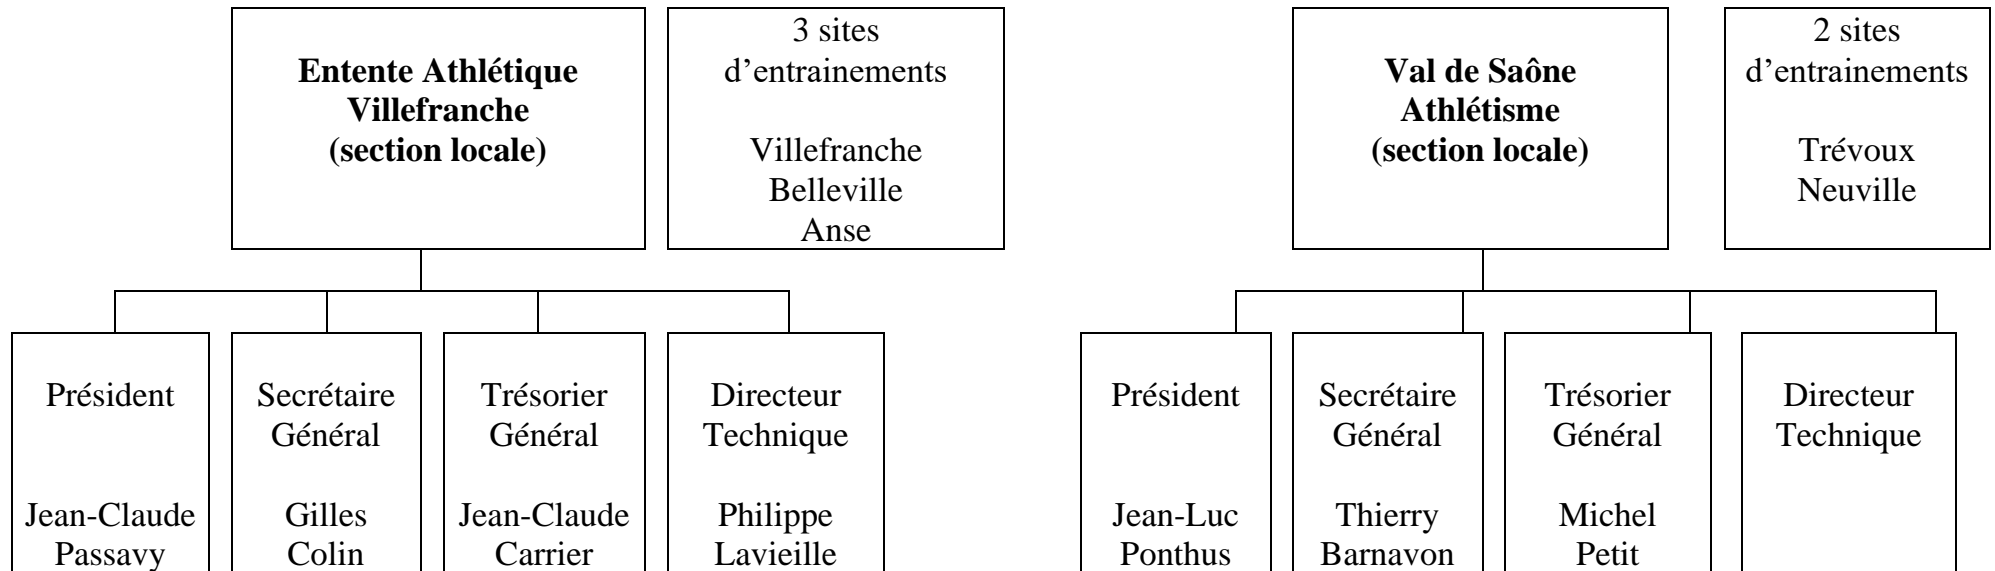 Entente Athlétique
Villefranche
(section locale)
3 sites
d’entrainements
Villefranche
Belleville
Anse
Val de Saône
Athlétisme
(section locale)
2 sites
d’entrainements
Trévoux
Neuville
Président
Jean-Claude
Passavy
Secrétaire
Général
Gilles
Colin
Trésorier
Général
Jean-Claude
Carrier
Directeur
Technique
Philippe
Lavieille
Président
Jean-Luc
Ponthus
Secrétaire
Général
Thierry
Barnavon
Trésorier
Général
Michel
Petit
Directeur
Technique